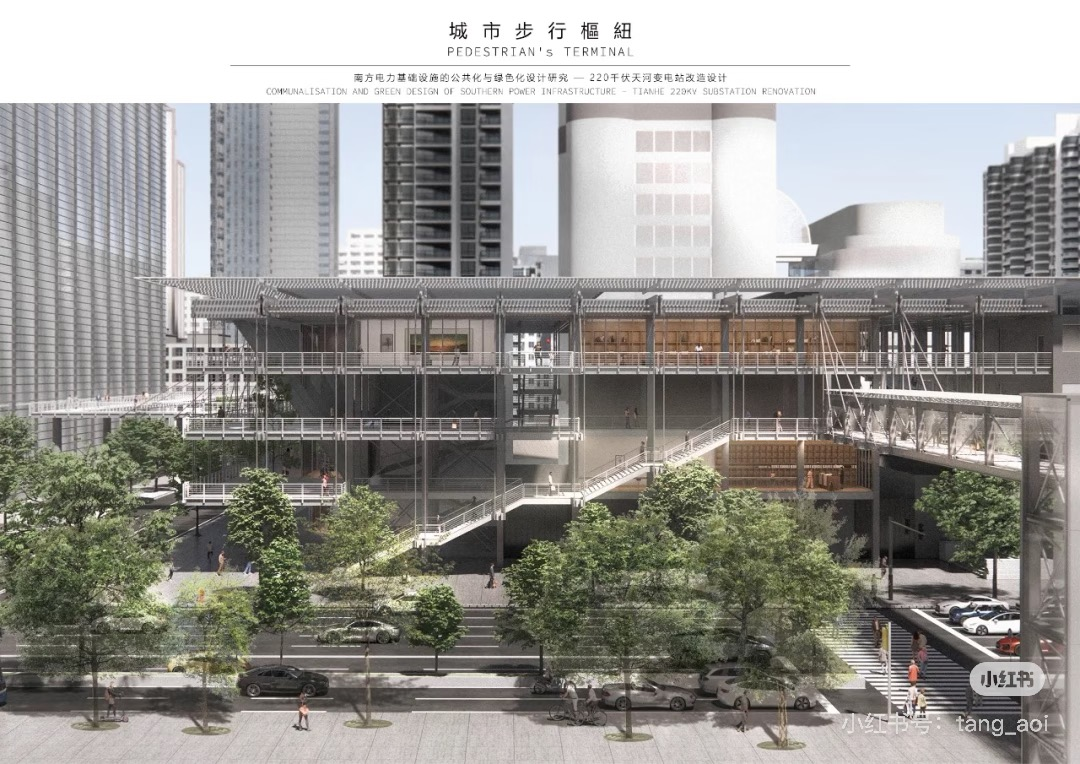 城市步行樞紐
PEDESTRIAN's TERMINAL
南方电力基础设施的公共化与绿色化设计研究 — 220千伏天河变电站改造设计
COMMUNALISATION AND GREEN DESIGN OF SOUTHERN POWER INFRASTRUCTURE - TIANHE 220KV SUBSTATION RENOVATION
小红书
小红书号: tang_aoi